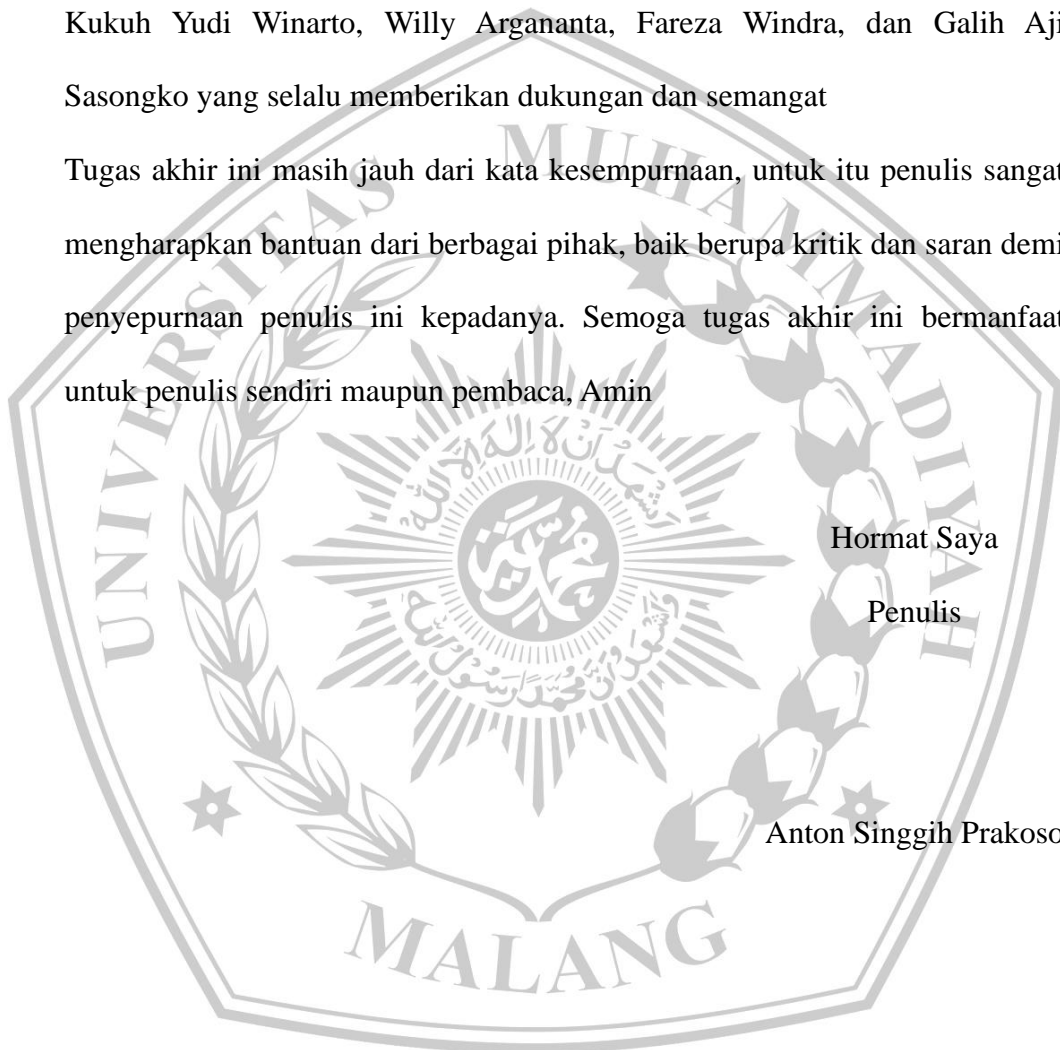 Kukuh Yudi Winarto, Willy Argananta, Fareza Windra, dan Galih Aji
Sasongko yang selalu memberikan dukungan dan semangat
Tugas akhir ini masih jauh dari kata kesempurnaan, untuk itu penulis sangat
mengharapkan bantuan dari berbagai pihak, baik berupa kritik dan saran demi
penyepurnaan penulis ini kepadanya. Semoga tugas akhir ini bermanfaat
untuk penulis sendiri maupun pembaca, Amin
Hormat Saya
Penulis
Anton Singgih Prakoso
UNIVERSITAS MUHAMMADIYAH
MALANG